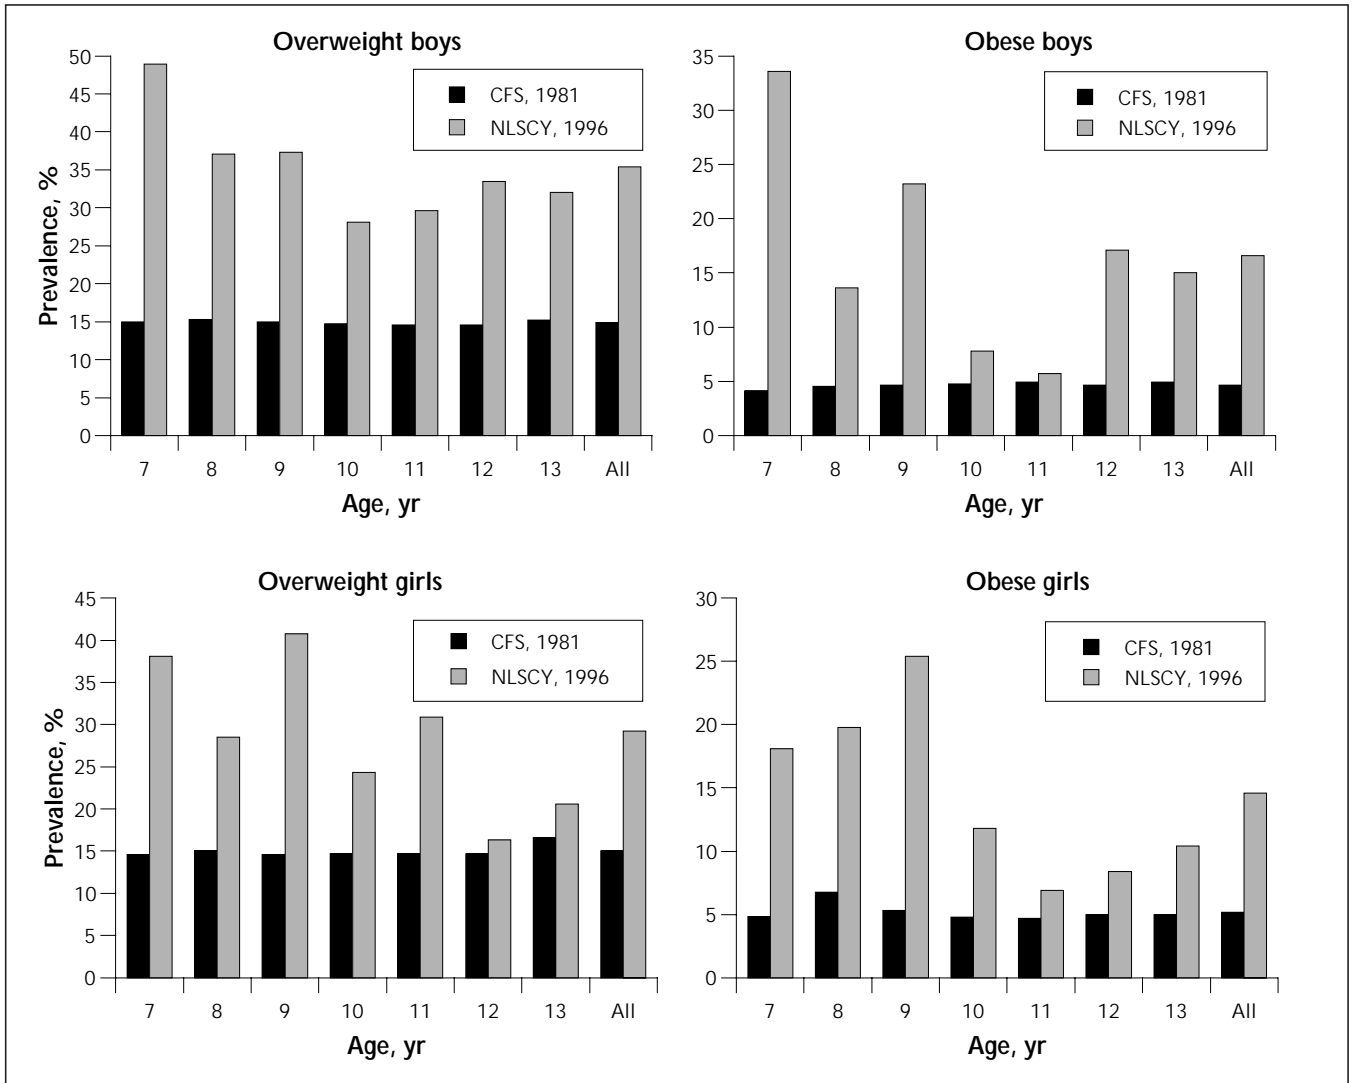 Overweight boys
50
45
40
35
30
25
20
15
10
5
0
Prevalence, %
CFS, 1981
NLSCY, 1996
7 8 9 10 11 12 13 All
Age, yr
Obese boys
35
30
25
20
15
10
5
0
CFS, 1981
NLSCY, 1996
7 8 9 10 11 12 13 All
Age, yr
Overweight girls
45
40
35
30
25
20
15
10
5
0
Prevalence, %
CFS, 1981
NLSCY, 1996
7 8 9 10 11 12 13 All
Age, yr
Obese girls
30
25
20
15
10
5
0
CFS, 1981
NLSCY, 1996
7 8 9 10 11 12 13 All
Age, yr